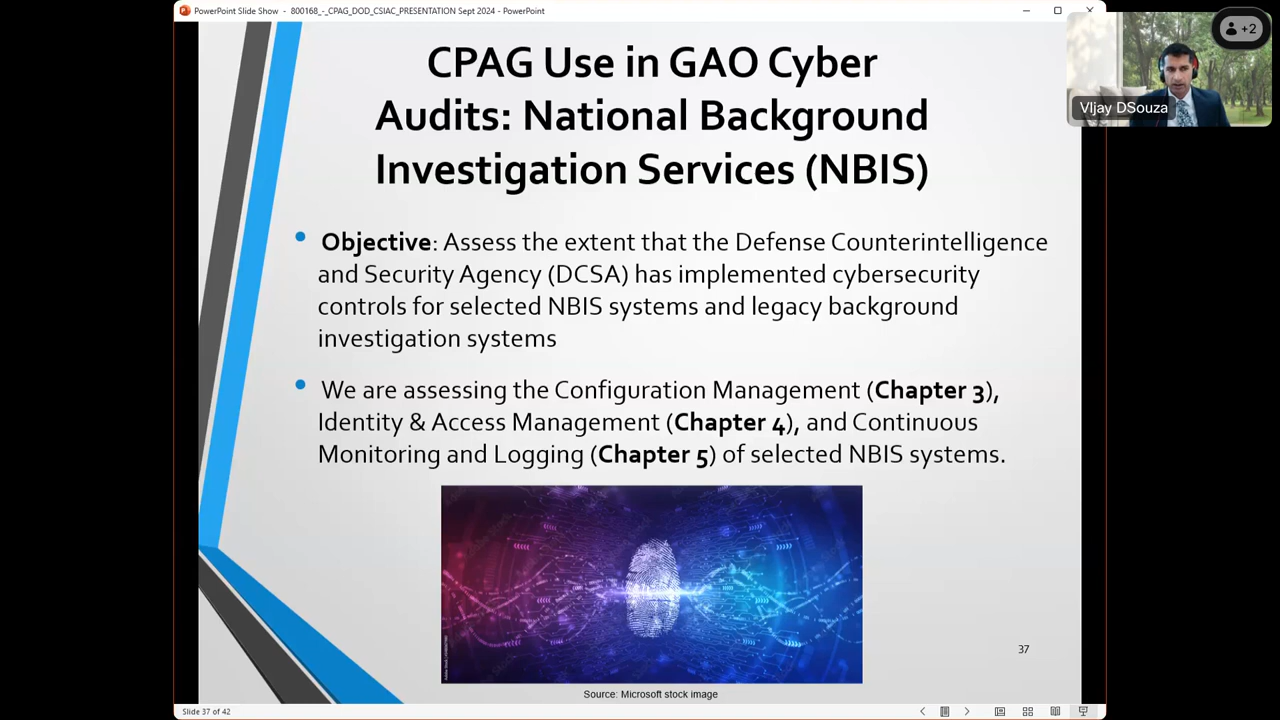 PowerPoint Slide Show - 800168_-_CPAG_DOD_CSIAC_PRESENTATION Sept 2024 - PowerPoint
+2
VIjay DSouza
CPAG Use in GAO Cyber
Audits: National Background
Investigation Services (NBIS)
• Objective: Assess the extent that the Defense Counterintelligence
and Security Agency (DCSA) has implemented cybersecurity
controls for selected NBIS systems and legacy background
investigation systems
• We are assessing the Configuration Management (Chapter 3),
Identity & Access Management (Chapter 4), and Continuous
Monitoring and Logging (Chapter 5) of selected NBIS systems.
37
Source: Microsoft stock image
Slide 37 of 42